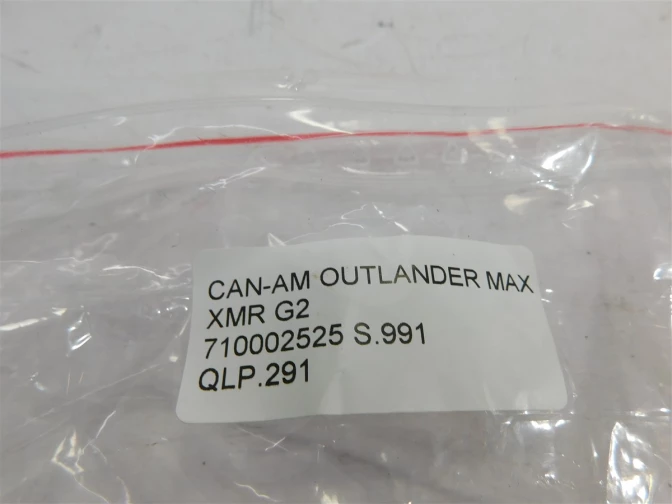 CAN-AM OUTLANDER MAX
XMR G2
710002525 S.991
QLP.291